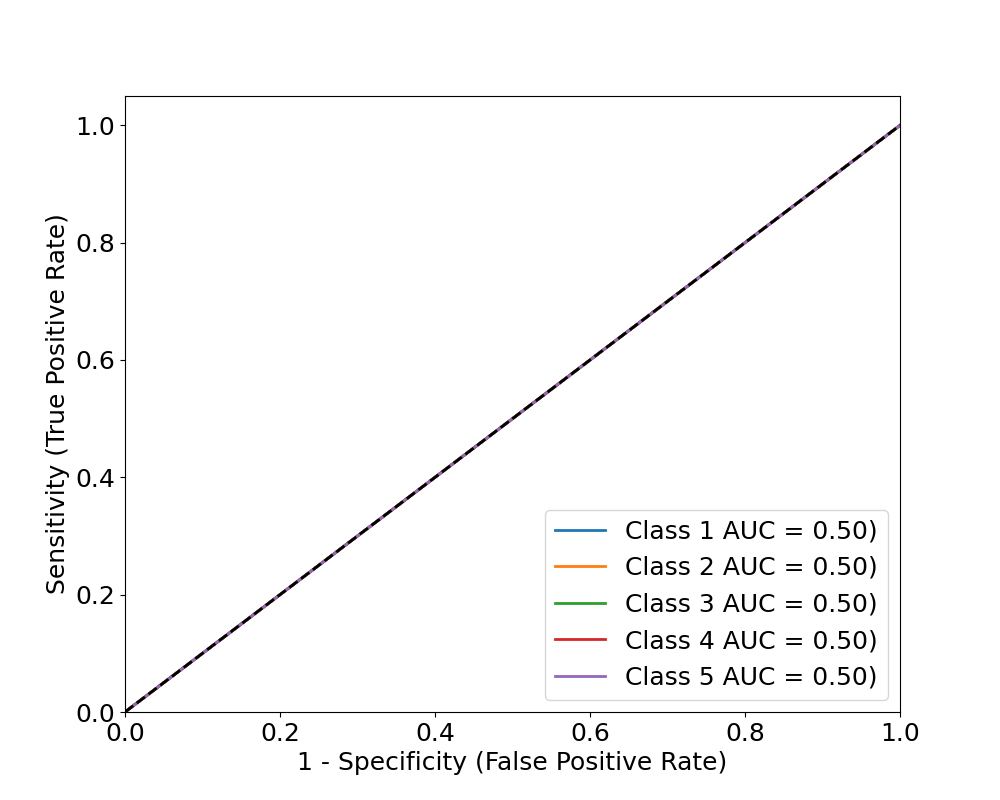 Sensitivity (True Positive Rate)
1.0
0.8
0.6
0.4
0.2
0.0
Class 1 AUC = 0.50)
Class 2 AUC = 0.50)
Class 3 AUC = 0.50)
Class 4 AUC = 0.50)
Class 5 AUC = 0.50)
0.0 0.2 0.4 0.6 0.8 1.0
1 - Specificity (False Positive Rate)